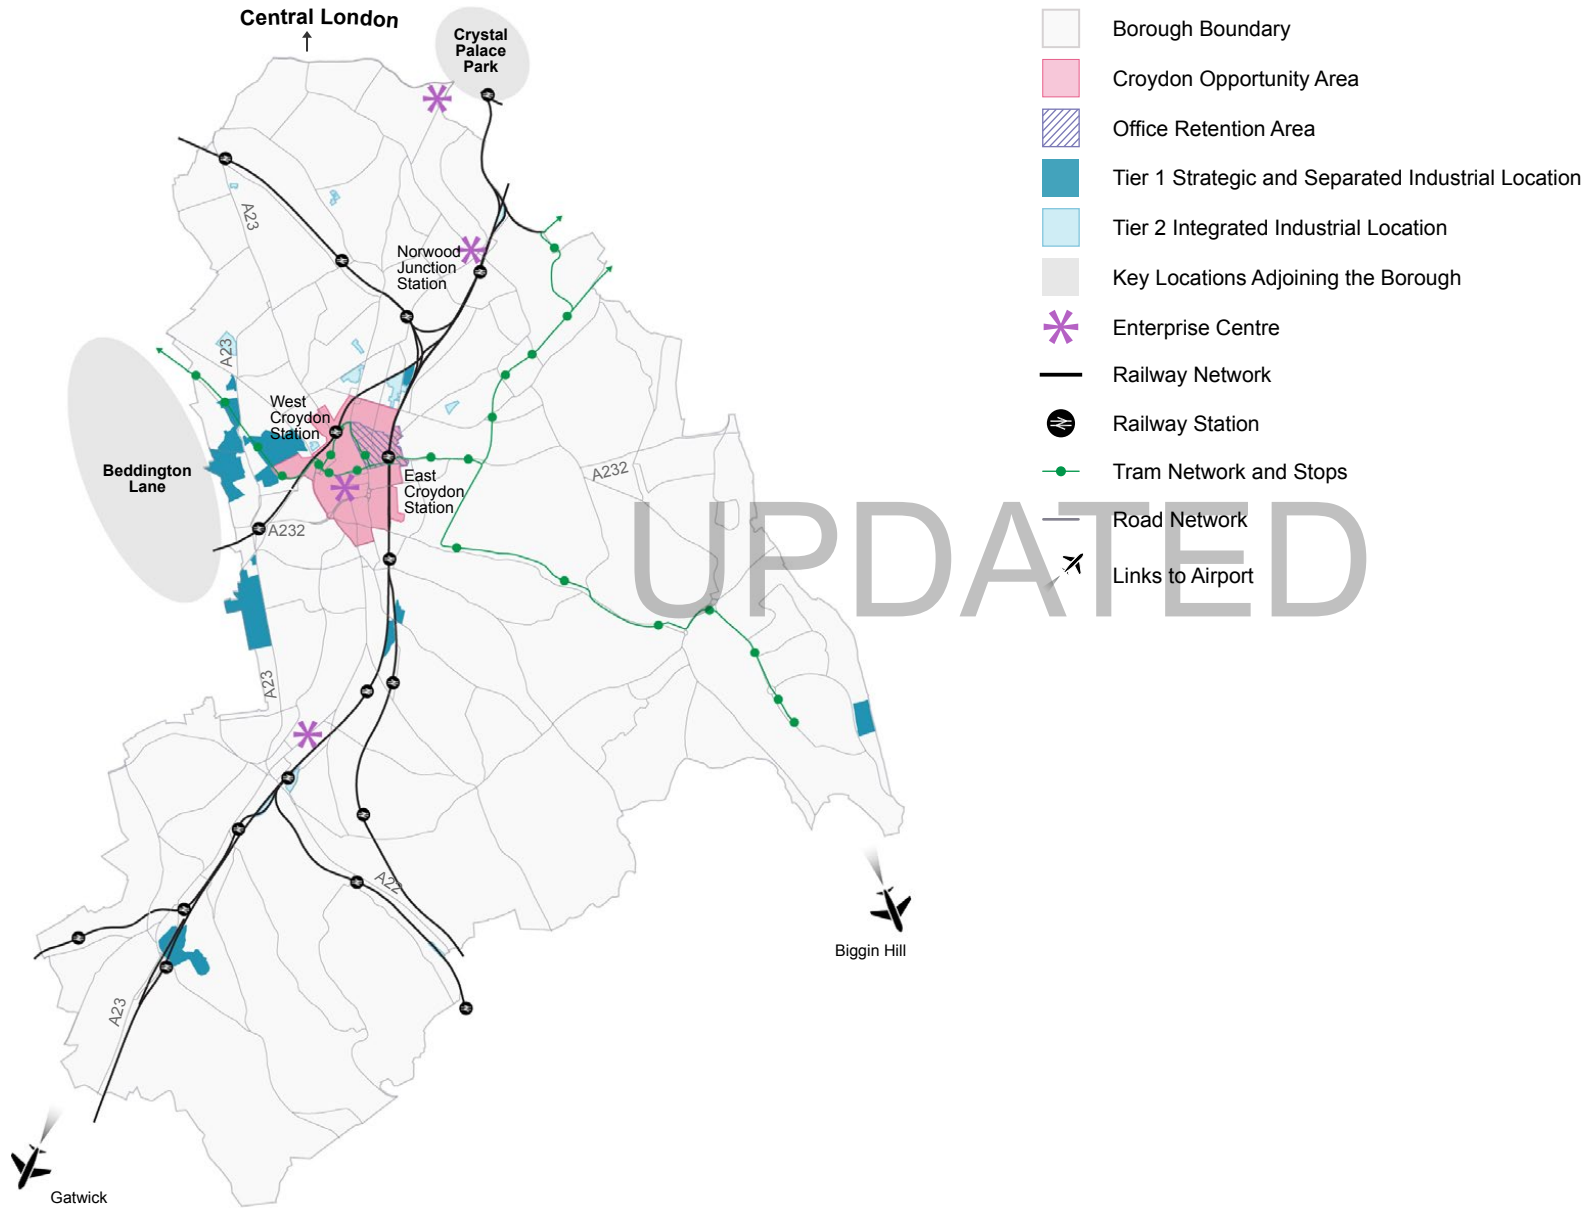 Central London
Crystal
Palace
Park
A23
Norwood
Junction
Station
A23
West
Croydon
Station
Beddington
Lane
East
Croydon
Station
A232
A232
A23
A22
A23
Biggin Hill
Gatwick
Borough Boundary
Croydon Opportunity Area
Office Retention Area
Tier 1 Strategic and Separated Industrial Location
Tier 2 Integrated Industrial Location
Key Locations Adjoining the Borough
Enterprise Centre
Railway Network
Railway Station
Tram Network and Stops
Road Network
Links to Airport
UPDATED